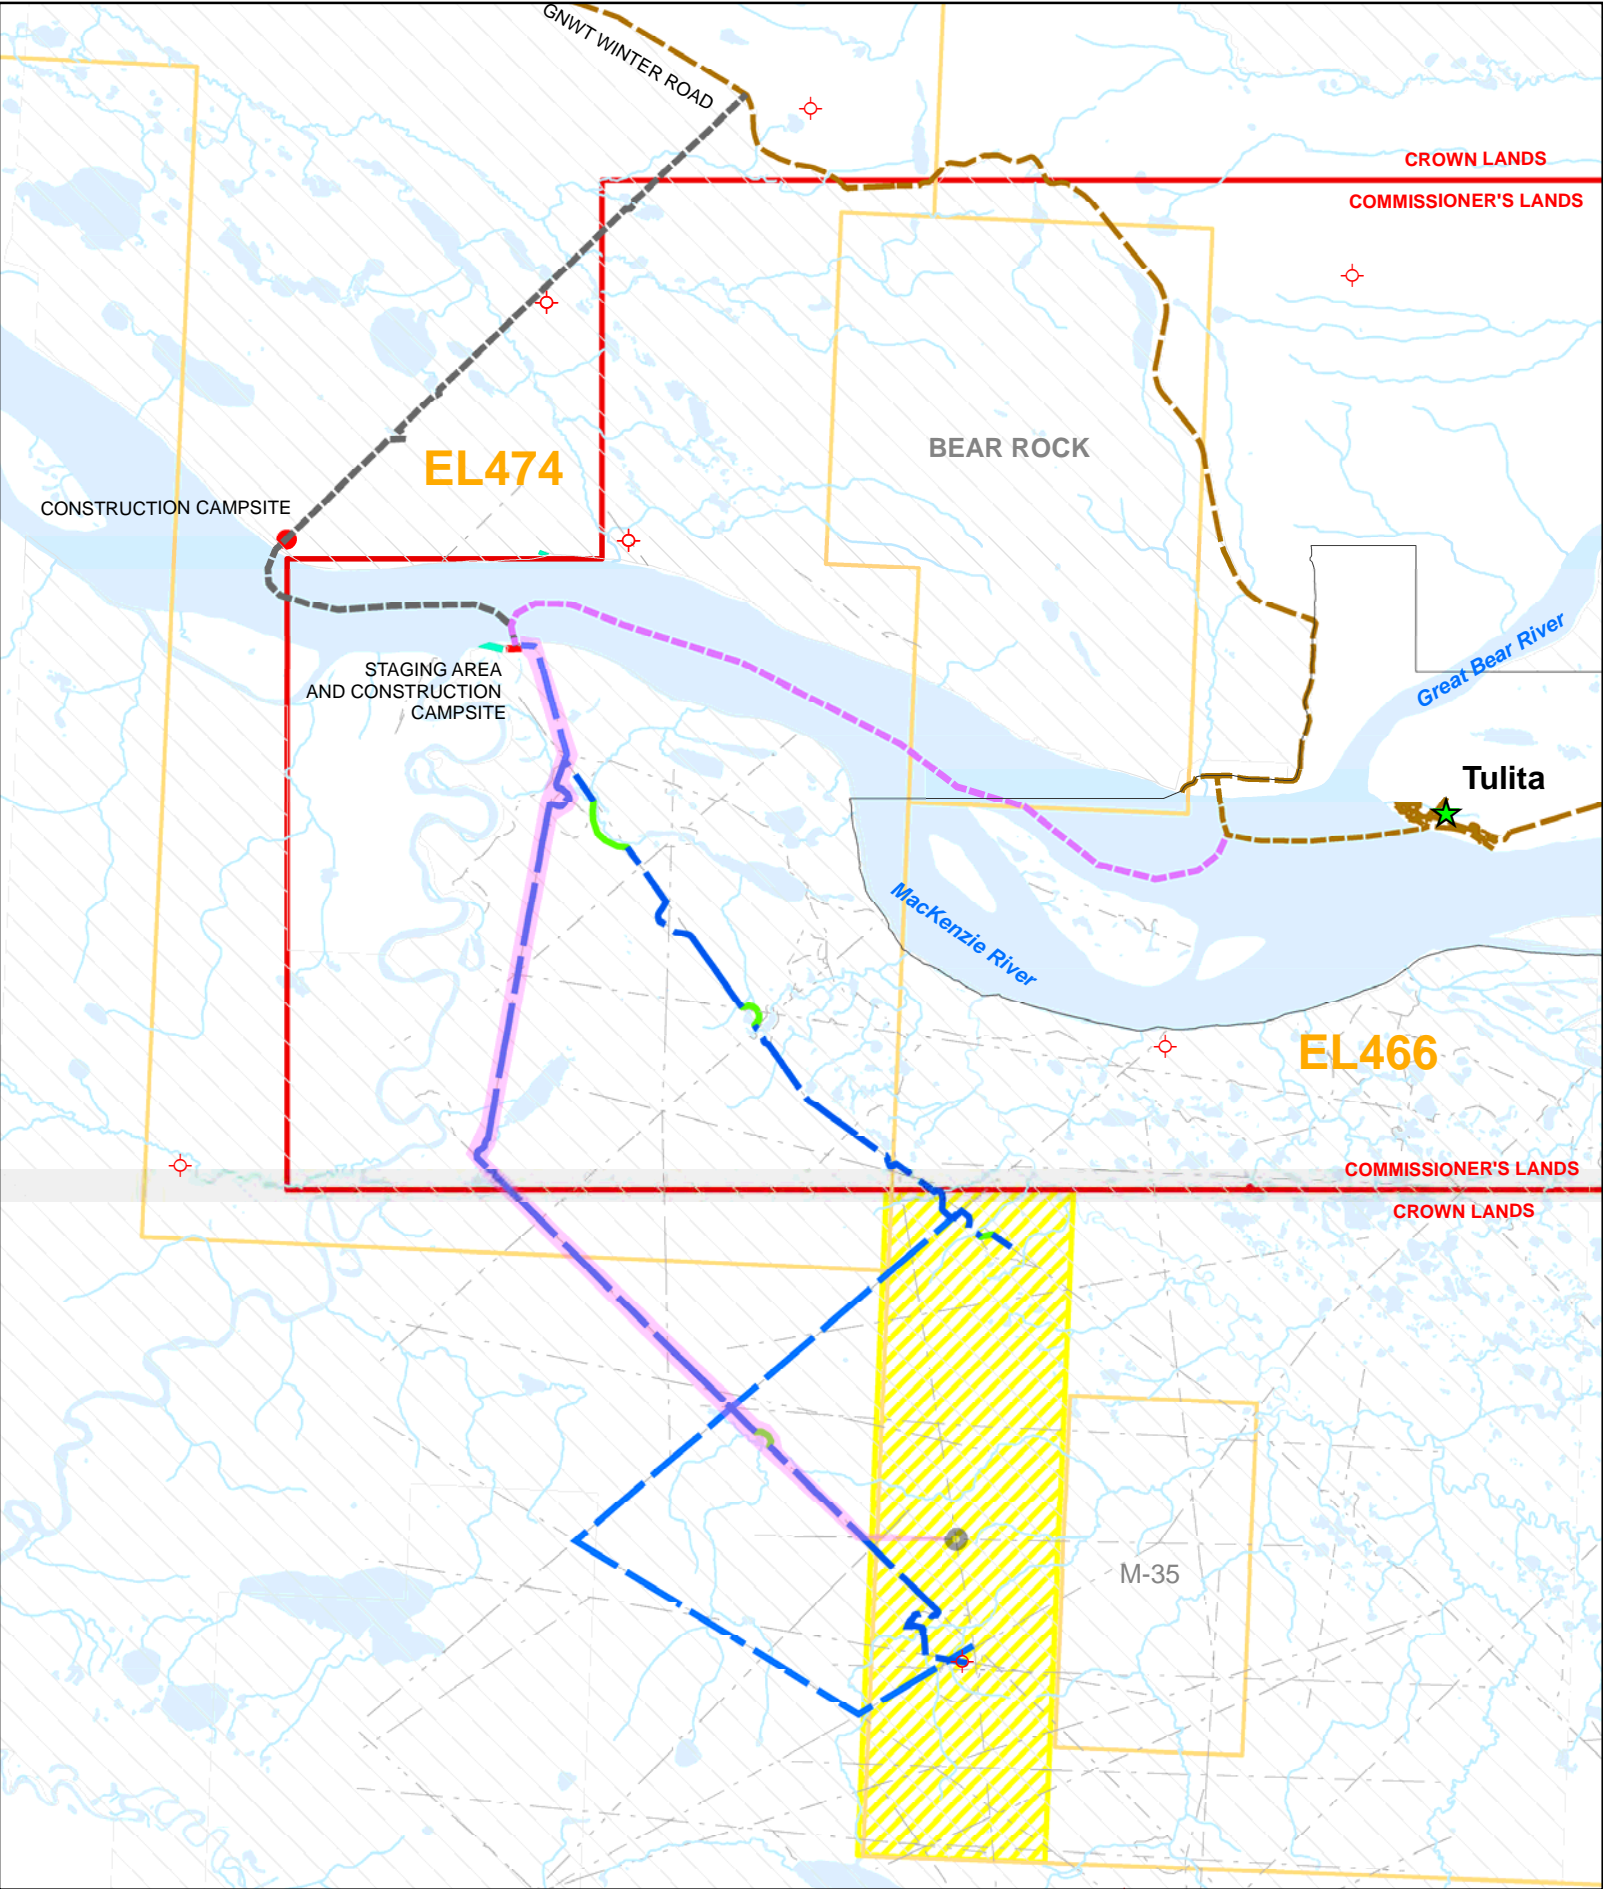 GNWT WINTER ROAD
CROWN LANDS
COMMISSIONER'S LANDS
BEAR ROCK
EL474
CONSTRUCTION CAMPSITE
Great Bear River
STAGING AREA
AND CONSTRUCTION
CAMPSITE
Tulita
MacKenzie River
EL466
COMMISSIONER'S LANDS
CROWN LANDS
M-35